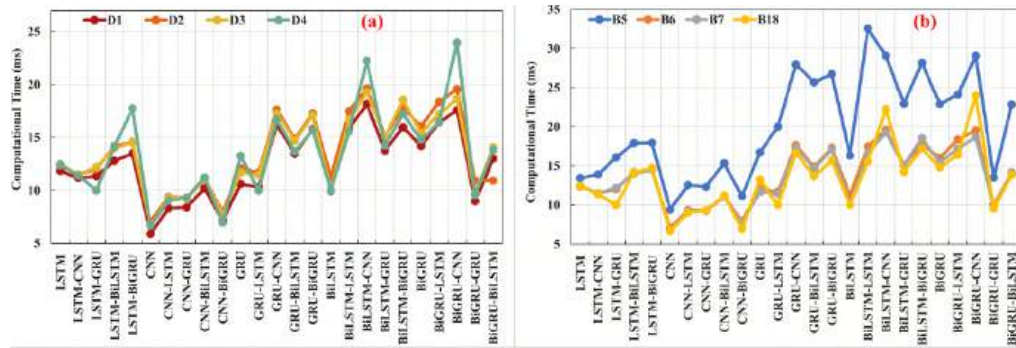 D1 D2 D3 D4
(a)
Computational Time (ms)
25
20
15
10
5
LSTM
LSTM-CNN
LSTM-GRU
LSTM-BiLSTM
LSTM-BiGRU
CNN
CNN-LSTM
CNN-GRU
CNN-BiLSTM
CNN-BiGRU
GRU
GRU-LSTM
GRU-CNN
GRU-BiLSTM
GRU-BiGRU
BiLSTM
BiLSTM-LSTM
BiLSTM-CNN
BiLSTM-GRU
BiLSTM-BiGRU
BiGRU
BiGRU-LSTM
BiGRU-CNN
BiGRU-GRU
BiGRU-BiLSTM
B5 B6 B7 B18
(b)
Computational Time (ms)
35
30
25
20
15
10
5
LSTM
LSTM-CNN
LSTM-GRU
LSTM-BiLSTM
LSTM-BiGRU
CNN
CNN-LSTM
CNN-GRU
CNN-BiLSTM
CNN-BiGRU
GRU
GRU-LSTM
GRU-CNN
GRU-BiLSTM
GRU-BiGRU
BiLSTM
BiLSTM-LSTM
BiLSTM-CNN
BiLSTM-GRU
BiLSTM-BiGRU
BiGRU
BiGRU-LSTM
BiGRU-CNN
BiGRU-GRU
BiGRU-BiLSTM